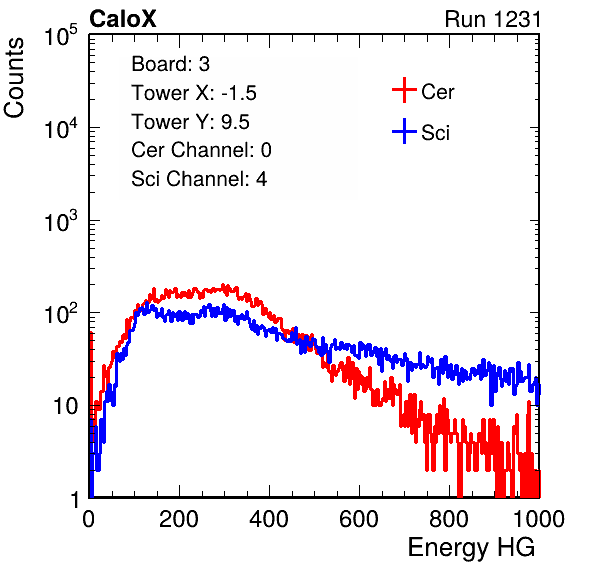 CaloX Run 1231
Counts
10^5
10^4
10^3
10^2
10
1
Board: 3
Tower X: -1.5
Tower Y: 9.5
Cer Channel: 0
Sci Channel: 4
Cer
Sci
0 200 400 600 800 1000
Energy HG